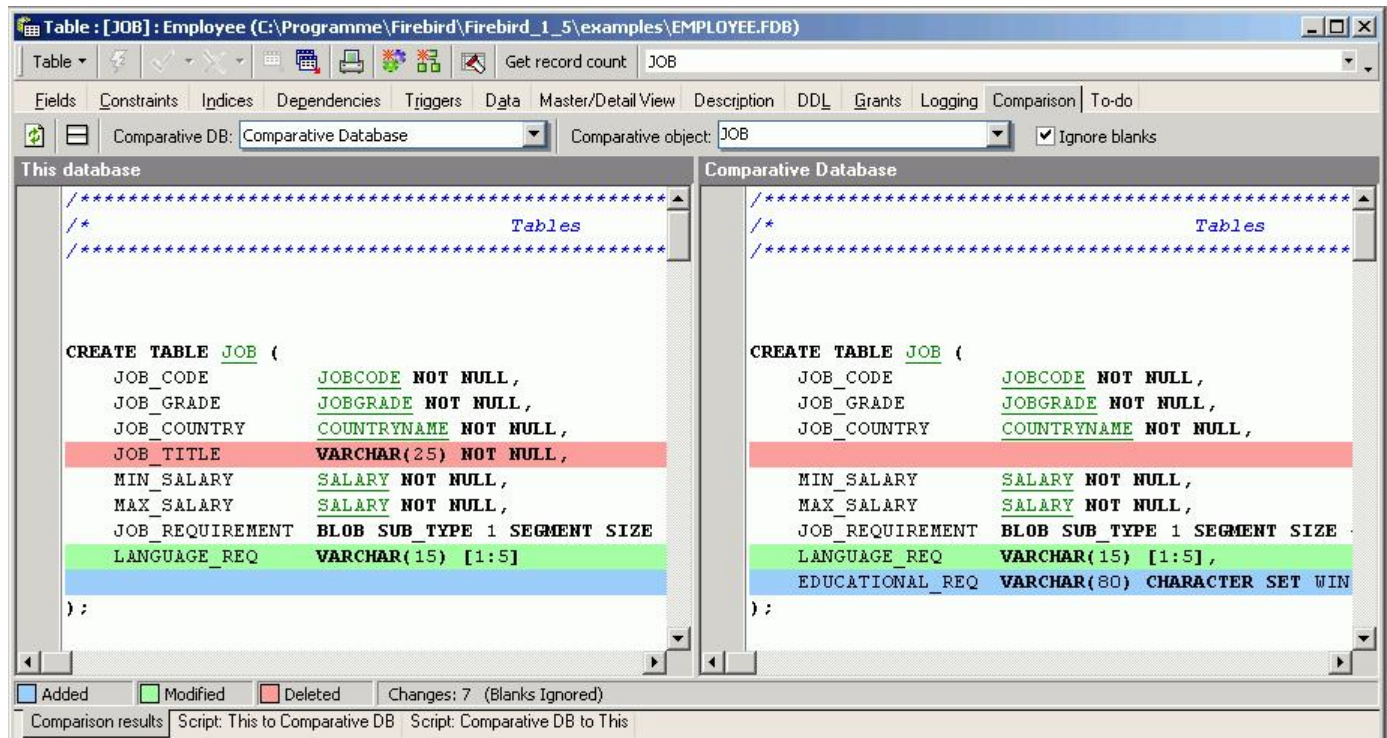 Table : [JOB] : Employee (C:\Programme\Firebird\Firebird_1_5\examples\EMPLOYEE.FDB)
Table Get record count JOB
Fields Constraints Indices Dependencies Triggers Data Master/Detail View Description DDL Grants Logging Comparison To-do
Comparative DB: Comparative Database Comparative object: JOB Ignore blanks
This database Comparative Database
/************************************************** /**************************************************
/* Tables /* Tables
/************************************************** /**************************************************
CREATE TABLE JOB ( CREATE TABLE JOB (
JOB_CODE JOBCODE NOT NULL, JOB_CODE JOBCODE NOT NULL,
JOB_GRADE JOBGRADE NOT NULL, JOB_GRADE JOBGRADE NOT NULL,
JOB_COUNTRY COUNTRYNAME NOT NULL, JOB_COUNTRY COUNTRYNAME NOT NULL,
JOB_TITLE VARCHAR(25) NOT NULL,
MIN_SALARY SALARY NOT NULL, MIN_SALARY SALARY NOT NULL,
MAX_SALARY SALARY NOT NULL, MAX_SALARY SALARY NOT NULL,
JOB_REQUIREMENT BLOB SUB_TYPE 1 SEGMENT SIZE JOB_REQUIREMENT BLOB SUB_TYPE 1 SEGMENT SIZE
LANGUAGE_REQ VARCHAR(15) [1:5] LANGUAGE_REQ VARCHAR(15) [1:5],
EDUCATIONAL_REQ VARCHAR(80) CHARACTER SET WIN
); );
Added Modified Deleted Changes: 7 (Blanks Ignored)
Comparison results Script: This to Comparative DB Script: Comparative DB to This